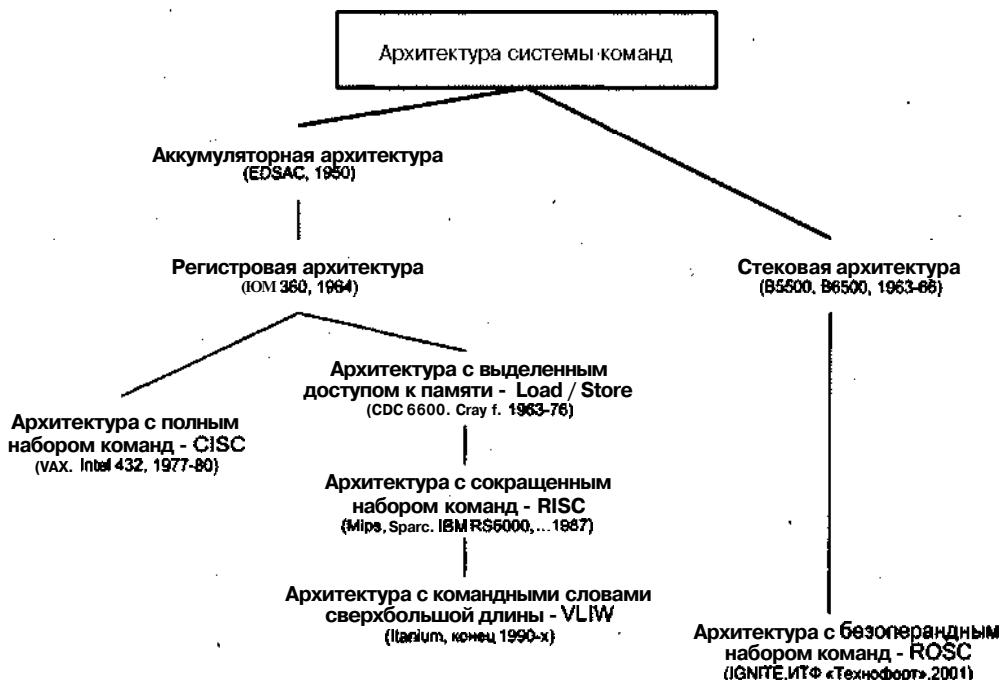 Архитектура системы команд
Аккумуляторная архитектура
(EDSAC, 1950)
Регистровая архитектура
(IOM 360, 1964)
Стековая архитектура
(B5500, B6500, 1963-66)
Архитектура с выделенным
доступом к памяти - Load / Store
(CDC 6600. Cray f. 1963-76)
Архитектура с полным
набором команд - CISC
(VAX. Intel 432, 1977-80)
Архитектура с сокращенным
набором команд - RISC
(Mips, Sparc. IBM RS6000,...1987)
Архитектура с командными словами
сверхбольшой длины - VLIW
(Itanium, конец 1990-x)
Архитектура с безоперандным
набором команд - ROSC
(IGNITE,ИТФ «Технофорт»,2001)